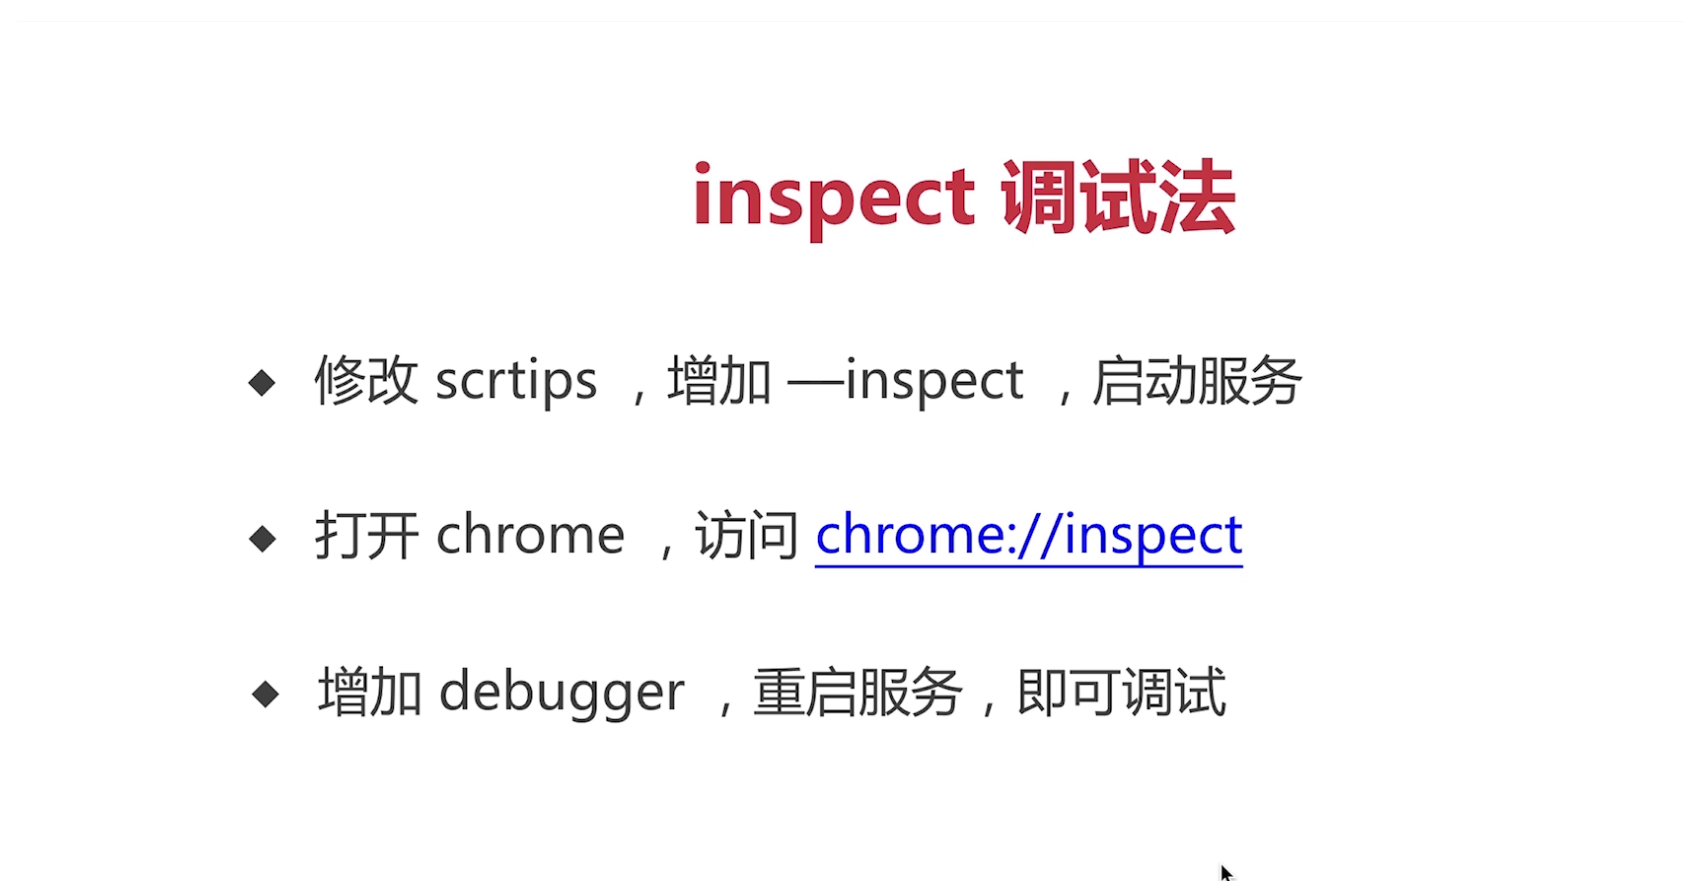 inspect 调试法
◆ 修改 scrtips ，增加 —inspect ，启动服务
◆ 打开 chrome ，访问 chrome://inspect
◆ 增加 debugger ，重启服务，即可调试